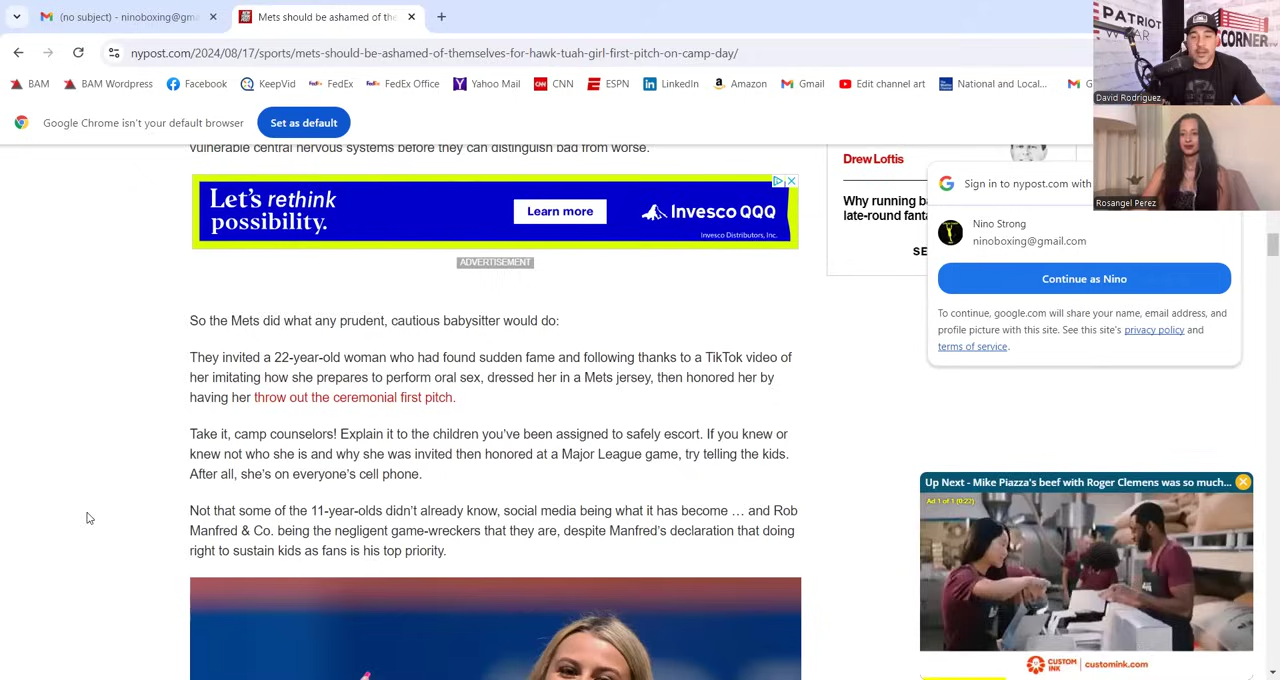 (no subject) - ninoboxing@gma
Mets should be ashamed of the
nypost.com/2024/08/17/sports/mets-should-be-ashamed-of-themselves-for-hawk-tuah-girl-first-pitch-on-camp-day/
BAM BAM Wordpress Facebook KeepVid FedEx FedEx Office Yahoo Mail CNN ESPN LinkedIn Amazon Gmail Edit channel art National and Local... G
Google Chrome isn't your default browser Set as default
PATRIOT
CORNER
David Rodriguez
Rosangel Perez
vulnerable central nervous systems before they can distinguish bad from worse.
Let's rethink
possibility.
Learn more
Invesco QQQ
Invesco Distributors, Inc.
ADVERTISEMENT
Drew Loftis
Why running ba
late-round fanta
SE
Sign in to nypost.com with
Nino Strong
ninoboxing@gmail.com
Continue as Nino
To continue, google.com will share your name, email address, and
profile picture with this site. See this site's privacy policy and
terms of service.
So the Mets did what any prudent, cautious babysitter would do:
They invited a 22-year-old woman who had found sudden fame and following thanks to a TikTok video of
her imitating how she prepares to perform oral sex, dressed her in a Mets jersey, then honored her by
having her throw out the ceremonial first pitch.
Take it, camp counselors! Explain it to the children you've been assigned to safely escort. If you knew or
knew not who she is and why she was invited then honored at a Major League game, try telling the kids.
After all, she's on everyone's cell phone.
Not that some of the 11-year-olds didn't already know, social media being what it has become … and Rob
Manfred & Co. being the negligent game-wreckers that they are, despite Manfred's declaration that doing
right to sustain kids as fans is his top priority.
Up Next - Mike Piazza's beef with Roger Clemens was so much...
Ad 1 of 1 (0:22)
CUSTOM
INK
customink.com